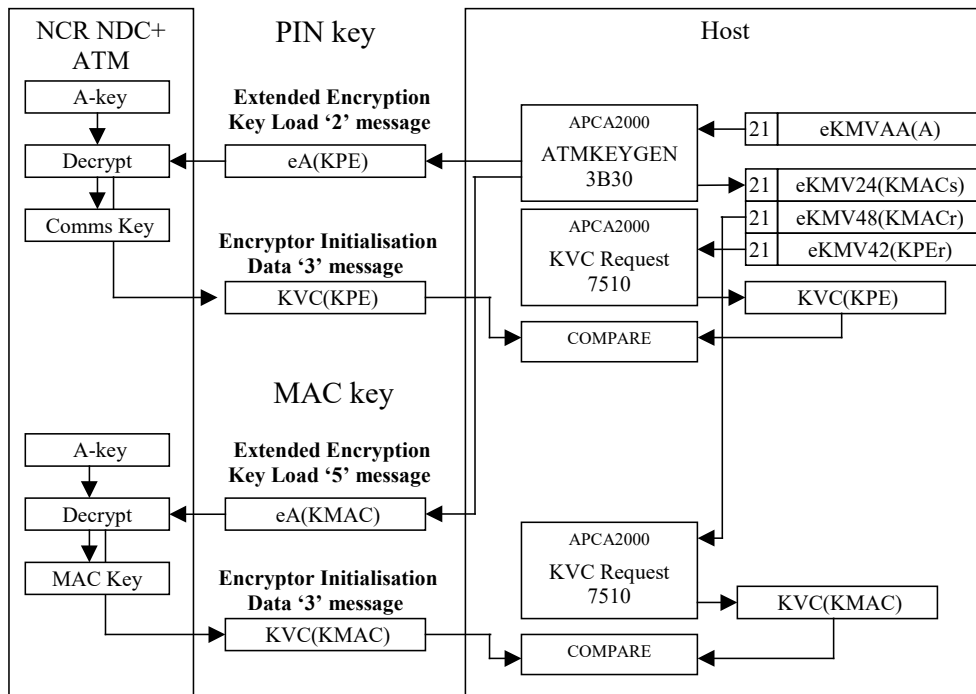 NCR NDC+
ATM
PIN key
Host
A-key
Extended Encryption
Key Load ‘2’ message
APCA2000
ATMKEYGEN
3B30
21 eKMVAA(A)
Decrypt
eA(KPE)
21 eKMV24(KMACs)
Comms Key
21 eKMV48(KMACr)
APCA2000
KVC Request
7510
21 eKMV42(KPEr)
Encryptor Initialisation
Data ‘3’ message
KVC(KPE)
KVC(KPE)
COMPARE
MAC key
A-key
Extended Encryption
Key Load ‘5’ message
Decrypt
eA(KMAC)
APCA2000
KVC Request
7510
MAC Key
Encryptor Initialisation
Data ‘3’ message
KVC(KMAC)
KVC(KMAC)
COMPARE